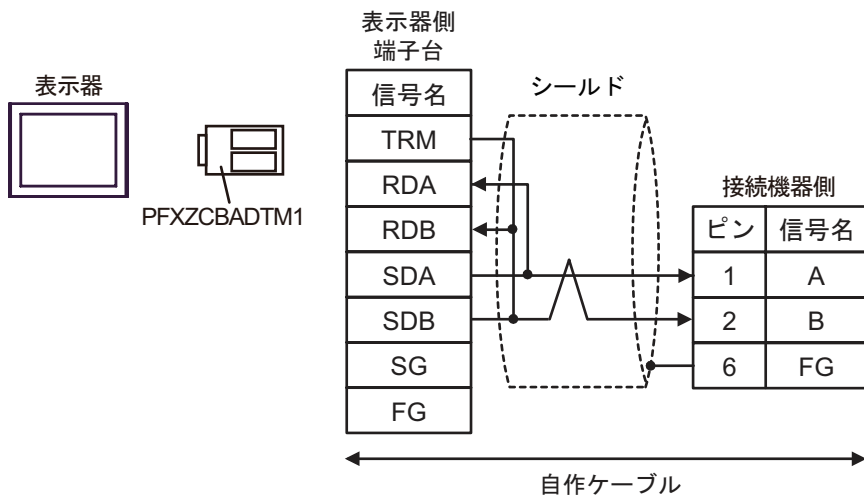 表示器
PFXZCBADTM1
表示器側
端子台
信号名
TRM
RDA
RDB
SDA
SDB
SG
FG
シールド
接続機器側
ピン 信号名
1 A
2 B
6 FG
自作ケーブル